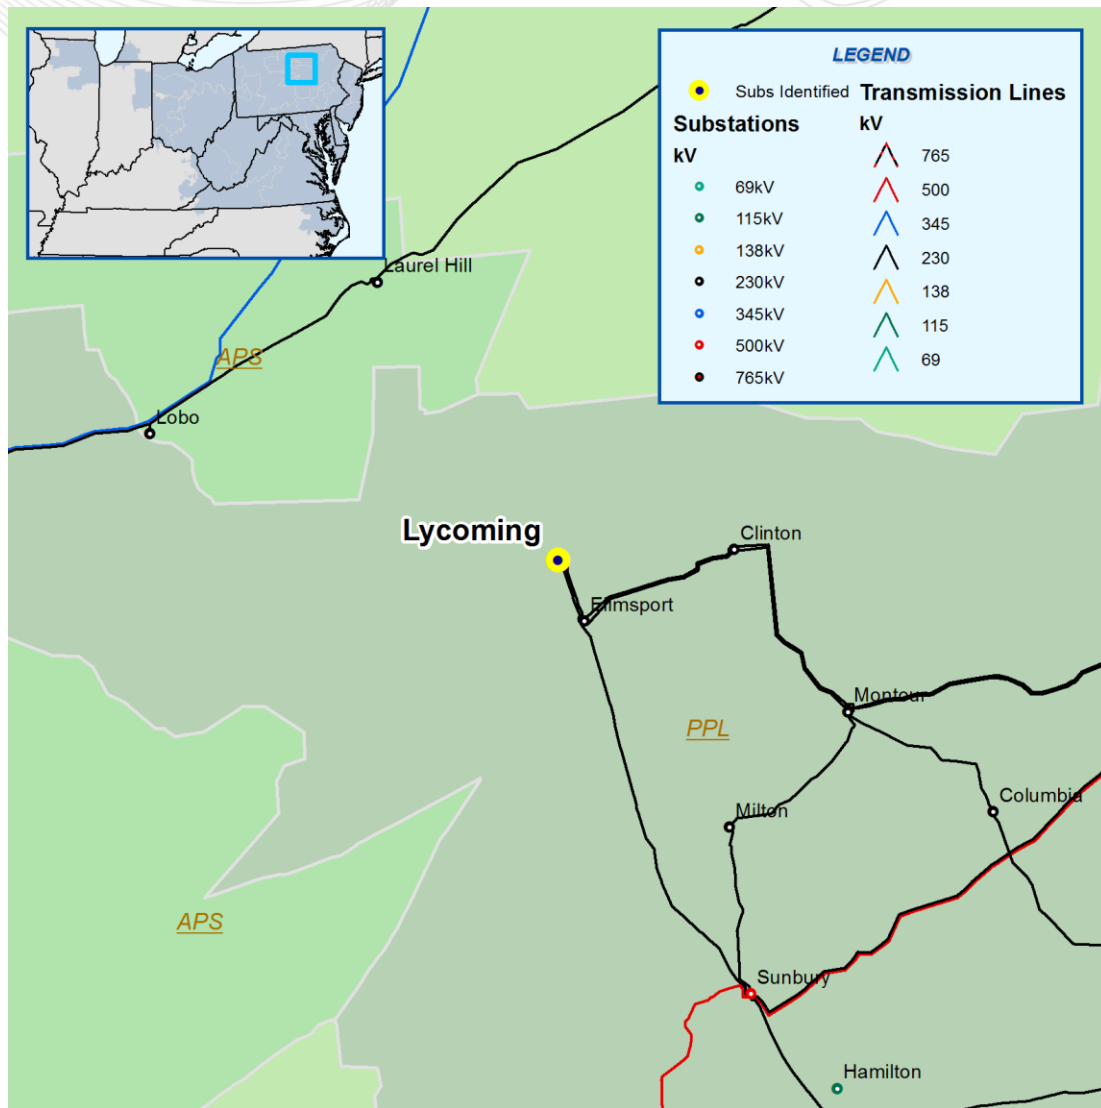 LEGEND
Subs Identified
Transmission Lines
Substations
kV
kV
69kV
115kV
138kV
230kV
345kV
500kV
765kV
765
500
345
230
138
115
69
Laurel Hill
APS
Lobo
Lycoming
Clinton
Elimsport
Montour
PPL
Columbia
Milton
APS
Sunbury
Hamilton